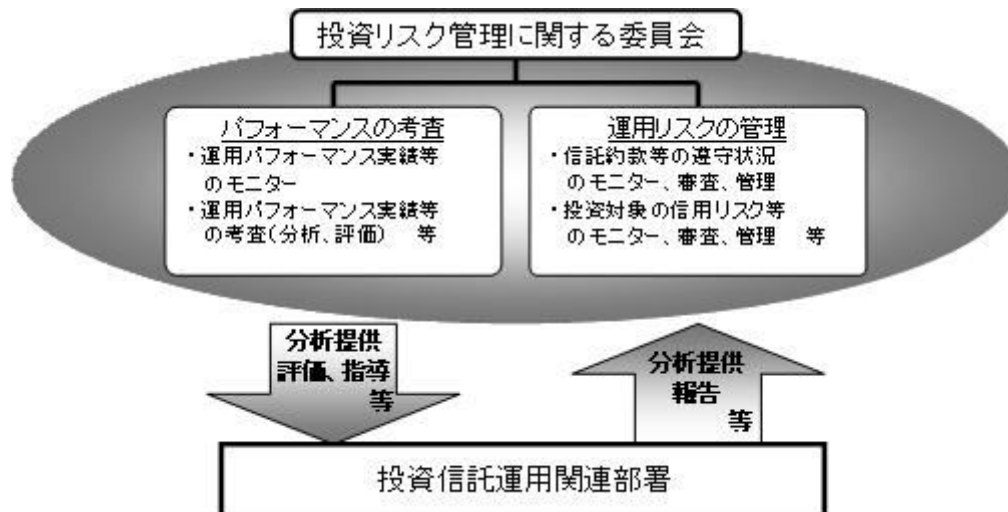 投資リスク管理に関する委員会
パフォーマンスの考査
・運用パフォーマンス実績等
のモニター
・運用パフォーマンス実績等
の考査(分析、評価) 等
運用リスクの管理
・信託約款等の遵守状況
のモニター、審査、管理
・投資対象の信用リスク等
のモニター、審査、管理 等
分析提供
評価、指導
等
分析提供
報告
等
投資信託運用関連部署